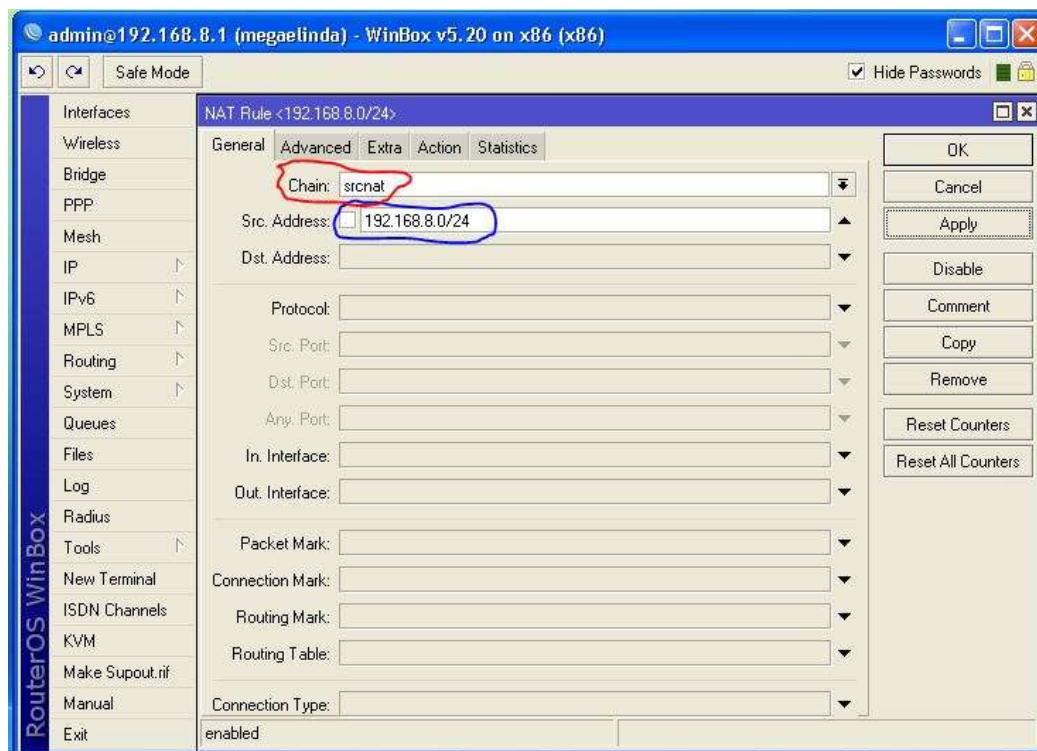 admin@192.168.8.1 (megaelinda) - WinBox v5.20 on x86 (x86)
Safe Mode
Hide Passwords
RouterOS WinBox
Interfaces
Wireless
Bridge
PPP
Mesh
IP
IPv6
MPLS
Routing
System
Queues
Files
Log
Radius
Tools
New Terminal
ISDN Channels
KVM
Make Supout.rif
Manual
Exit
NAT Rule <192.168.8.0/24>
General Advanced Extra Action Statistics
Chain: srcnat
Src. Address: 192.168.8.0/24
Dst. Address:
Protocol:
Src. Port:
Dst. Port:
Any. Port:
In. Interface:
Out. Interface:
Packet Mark:
Connection Mark:
Routing Mark:
Routing Table:
Connection Type:
enabled
OK
Cancel
Apply
Disable
Comment
Copy
Remove
Reset Counters
Reset All Counters